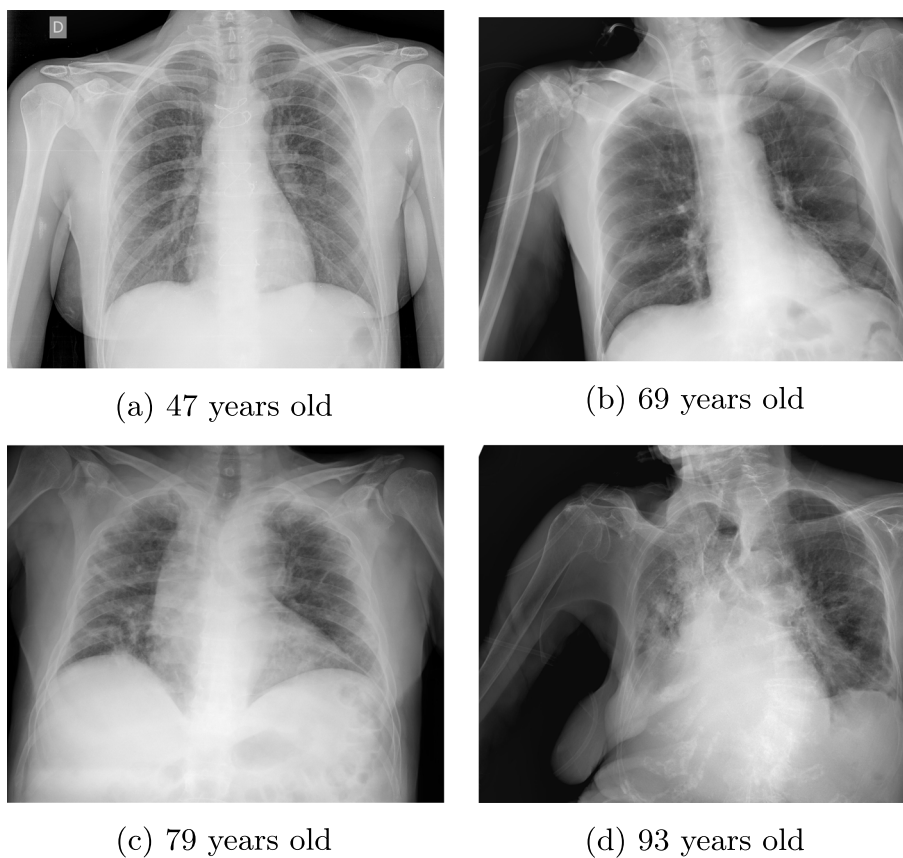 D
(a) 47 years old
(b) 69 years old
(c) 79 years old
(d) 93 years old